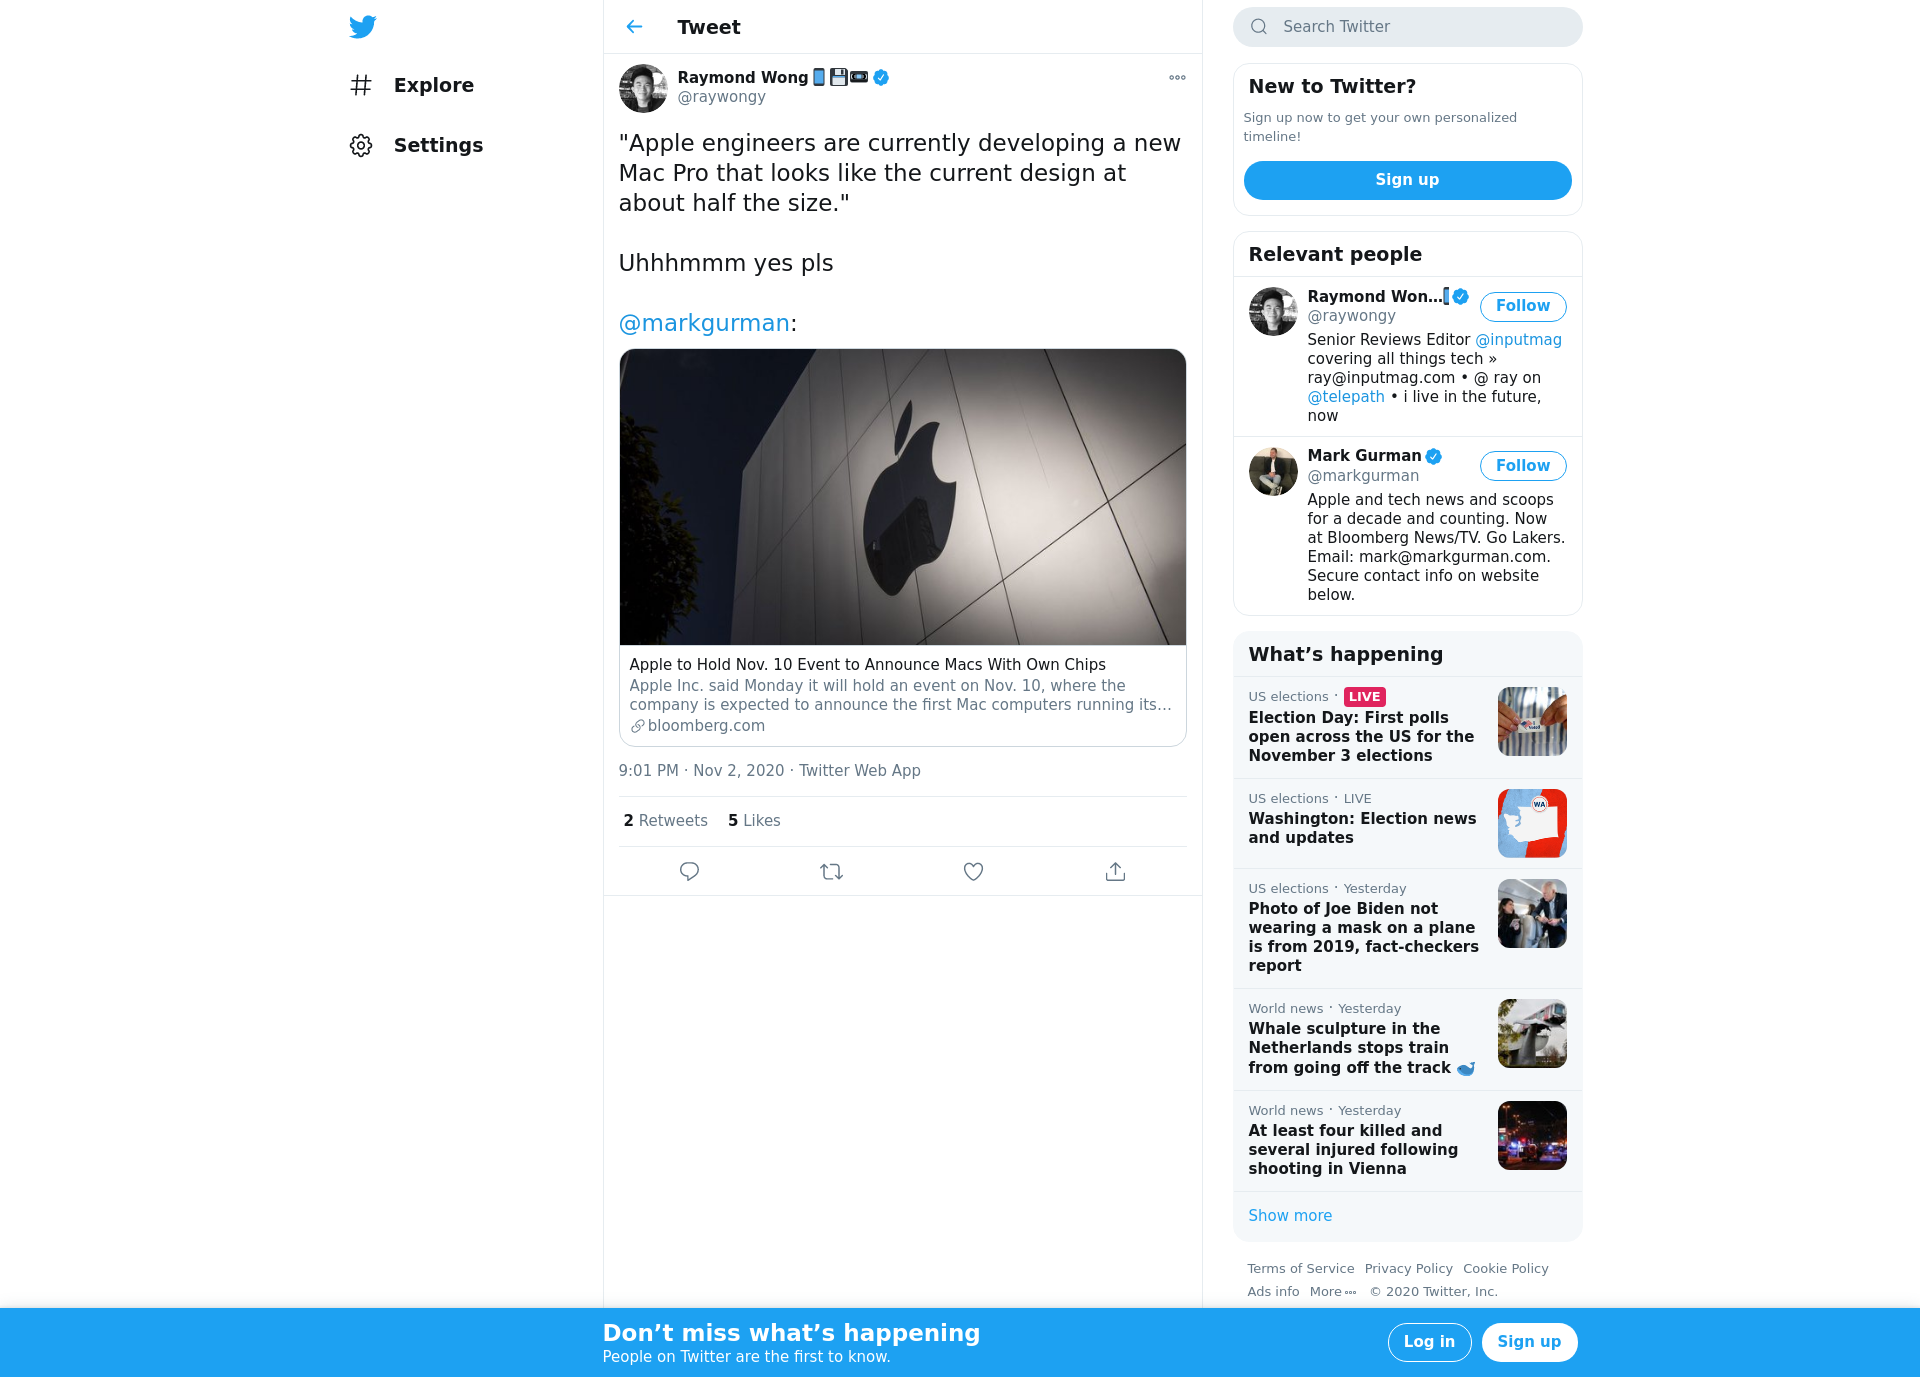 Explore
Settings
Tweet
Raymond Wong
@raywongy
"Apple engineers are currently developing a new
Mac Pro that looks like the current design at
about half the size."
Uhhhmmm yes pls
@markgurman:
Apple to Hold Nov. 10 Event to Announce Macs With Own Chips
Apple Inc. said Monday it will hold an event on Nov. 10, where the
company is expected to announce the first Mac computers running its...
bloomberg.com
9:01 PM · Nov 2, 2020 · Twitter Web App
2 Retweets 5 Likes
Search Twitter
New to Twitter?
Sign up now to get your own personalized
timeline!
Sign up
Relevant people
Raymond Won...
Follow
@raywongy
Senior Reviews Editor @inputmag
covering all things tech »
ray@inputmag.com • @ ray on
@telepath • i live in the future,
now
Mark Gurman
Follow
@markgurman
Apple and tech news and scoops
for a decade and counting. Now
at Bloomberg News/TV. Go Lakers.
Email: mark@markgurman.com.
Secure contact info on website
below.
What's happening
US elections · LIVE
Election Day: First polls
open across the US for the
November 3 elections
US elections · LIVE
Washington: Election news
and updates
WA
US elections · Yesterday
Photo of Joe Biden not
wearing a mask on a plane
is from 2019, fact-checkers
report
World news · Yesterday
Whale sculpture in the
Netherlands stops train
from going off the track 🐋
World news · Yesterday
At least four killed and
several injured following
shooting in Vienna
Show more
Terms of Service Privacy Policy Cookie Policy
Ads info More © 2020 Twitter, Inc.
Don't miss what's happening
People on Twitter are the first to know.
Log in
Sign up